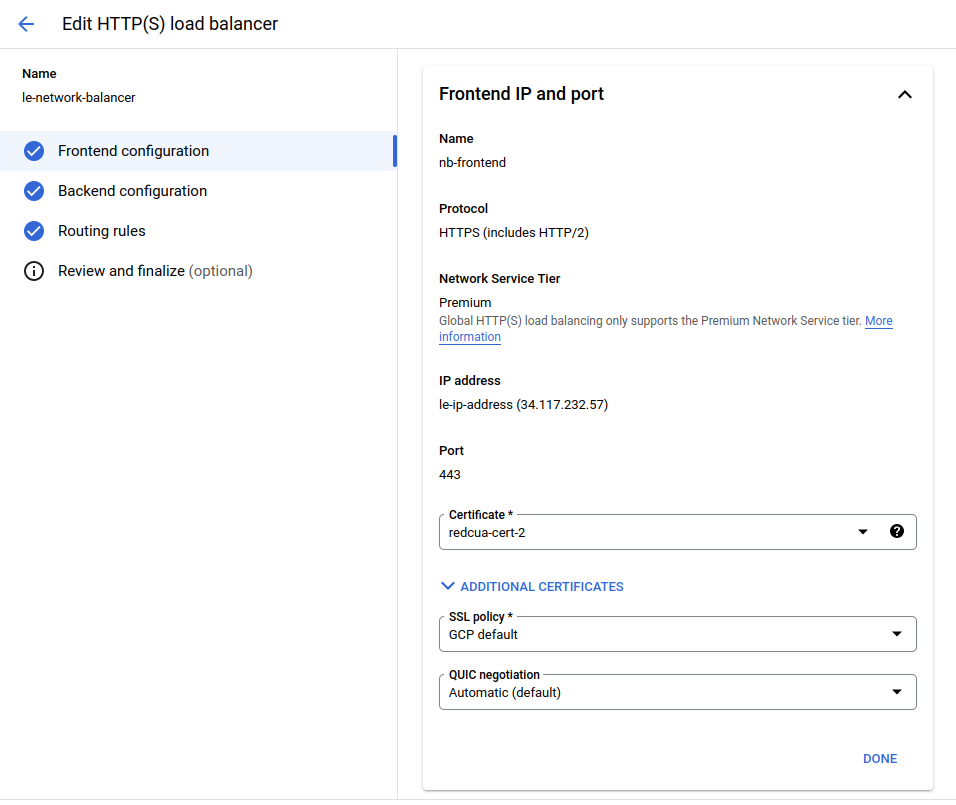 Edit HTTP(S) load balancer
Name
le-network-balancer
Frontend configuration
Backend configuration
Routing rules
Review and finalize (optional)
Frontend IP and port
Name
nb-frontend
Protocol
HTTPS (includes HTTP/2)
Network Service Tier
Premium
Global HTTP(S) load balancing only supports the Premium Network Service tier. More
information
IP address
le-ip-address (34.117.232.57)
Port
443
Certificate *
redcua-cert-2
ADDITIONAL CERTIFICATES
SSL policy *
GCP default
QUIC negotiation
Automatic (default)
DONE